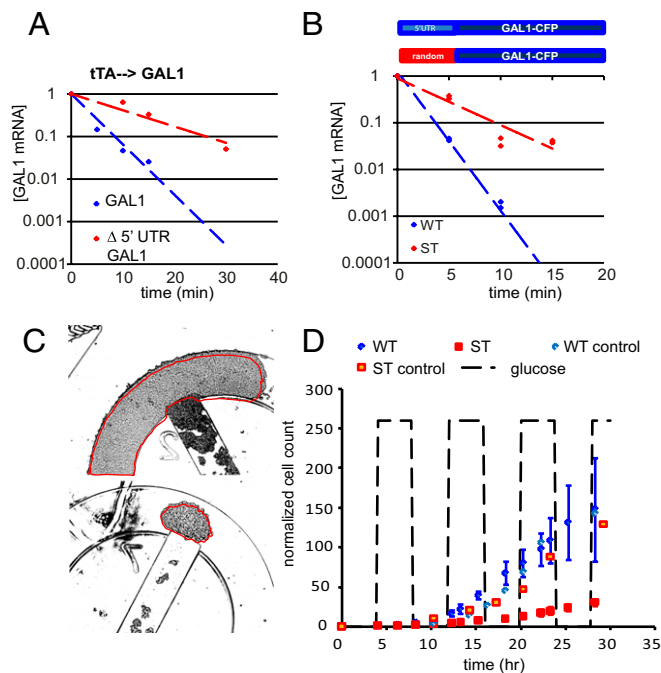 A
tTA--> GAL1
[GAL1 mRNA]
1
0.1
0.01
0.001
0.0001
GAL1
Δ 5' UTR
GAL1
0 10 20 30 40
time (min)
B
5'UTR GAL1-CFP
random GAL1-CFP
[GAL1 mRNA]
1
0.1
0.01
0.001
0.0001
WT
ST
0 5 10 15 20
time (min)
C
2
D
WT ST WT control
ST control glucose
normalized cell count
300
250
200
150
100
50
0
0 5 10 15 20 25 30 35
time (hr)